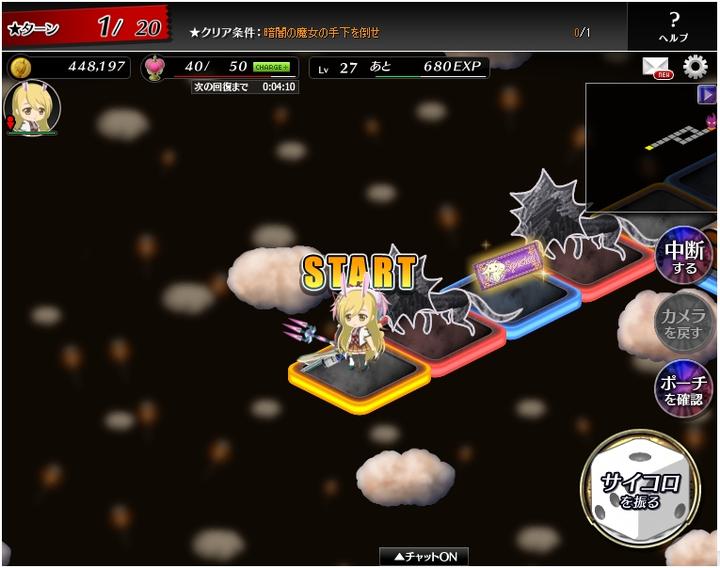 ★ターン 1/ 20
★クリア条件：暗闇の魔女の手下を倒せ 0/1
?
ヘルプ
448,197
40/ 50 CHARGE+
Lv 27 あと 680EXP
NEW
次の回復まで 0:04:10
START
Special
中断
する
カメラ
を戻す
ポーチ
を確認
サイコロ
を振る
▲チャットON